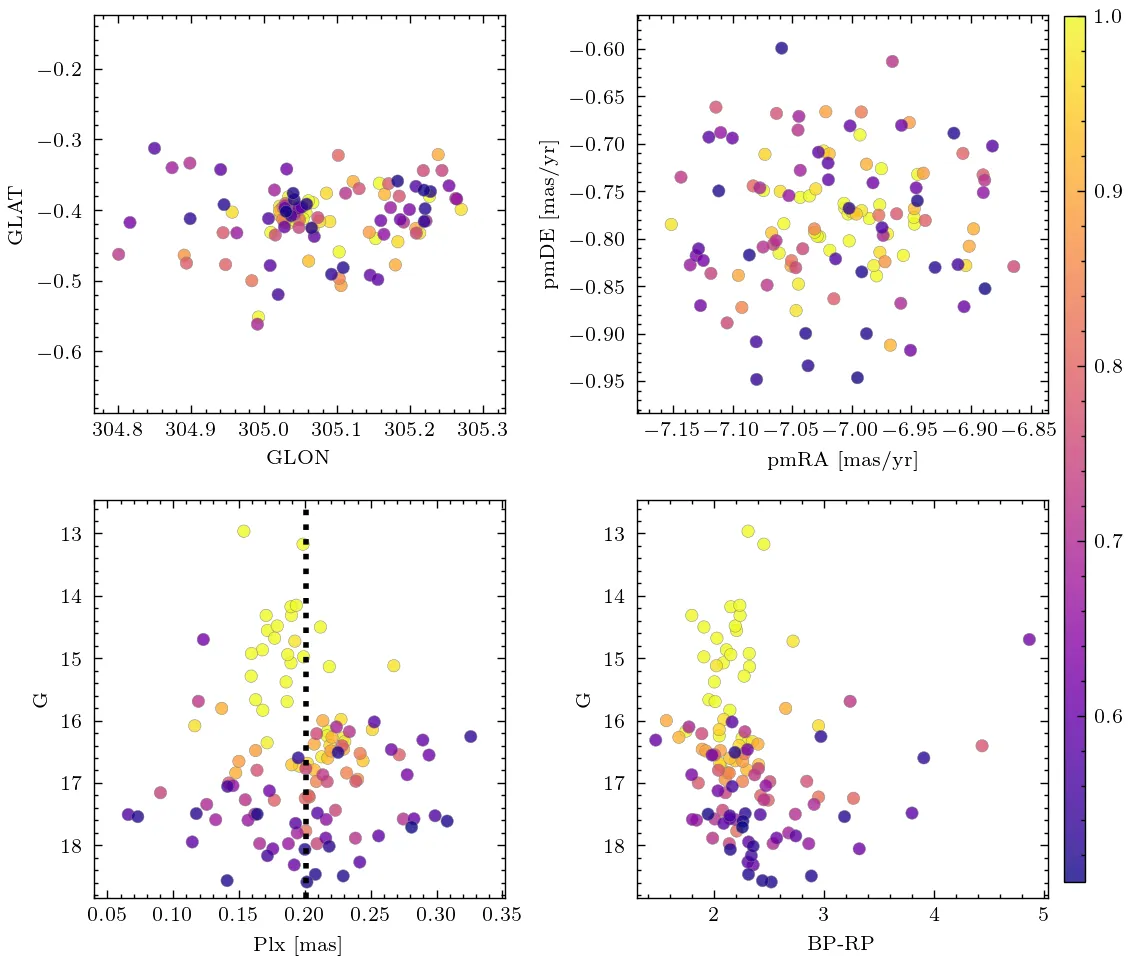 GLAT
−0.2
−0.3
−0.4
−0.5
−0.6
304.8 304.9 305.0 305.1 305.2 305.3
GLON
pmDE [mas/yr]
−0.60
−0.65
−0.70
−0.75
−0.80
−0.85
−0.90
−0.95
−7.15 −7.10 −7.05 −7.00 −6.95 −6.90 −6.85
pmRA [mas/yr]
1.0
0.9
0.8
0.7
0.6
G
13
14
15
16
17
18
0.05 0.10 0.15 0.20 0.25 0.30 0.35
Plx [mas]
G
13
14
15
16
17
18
2 3 4 5
BP-RP